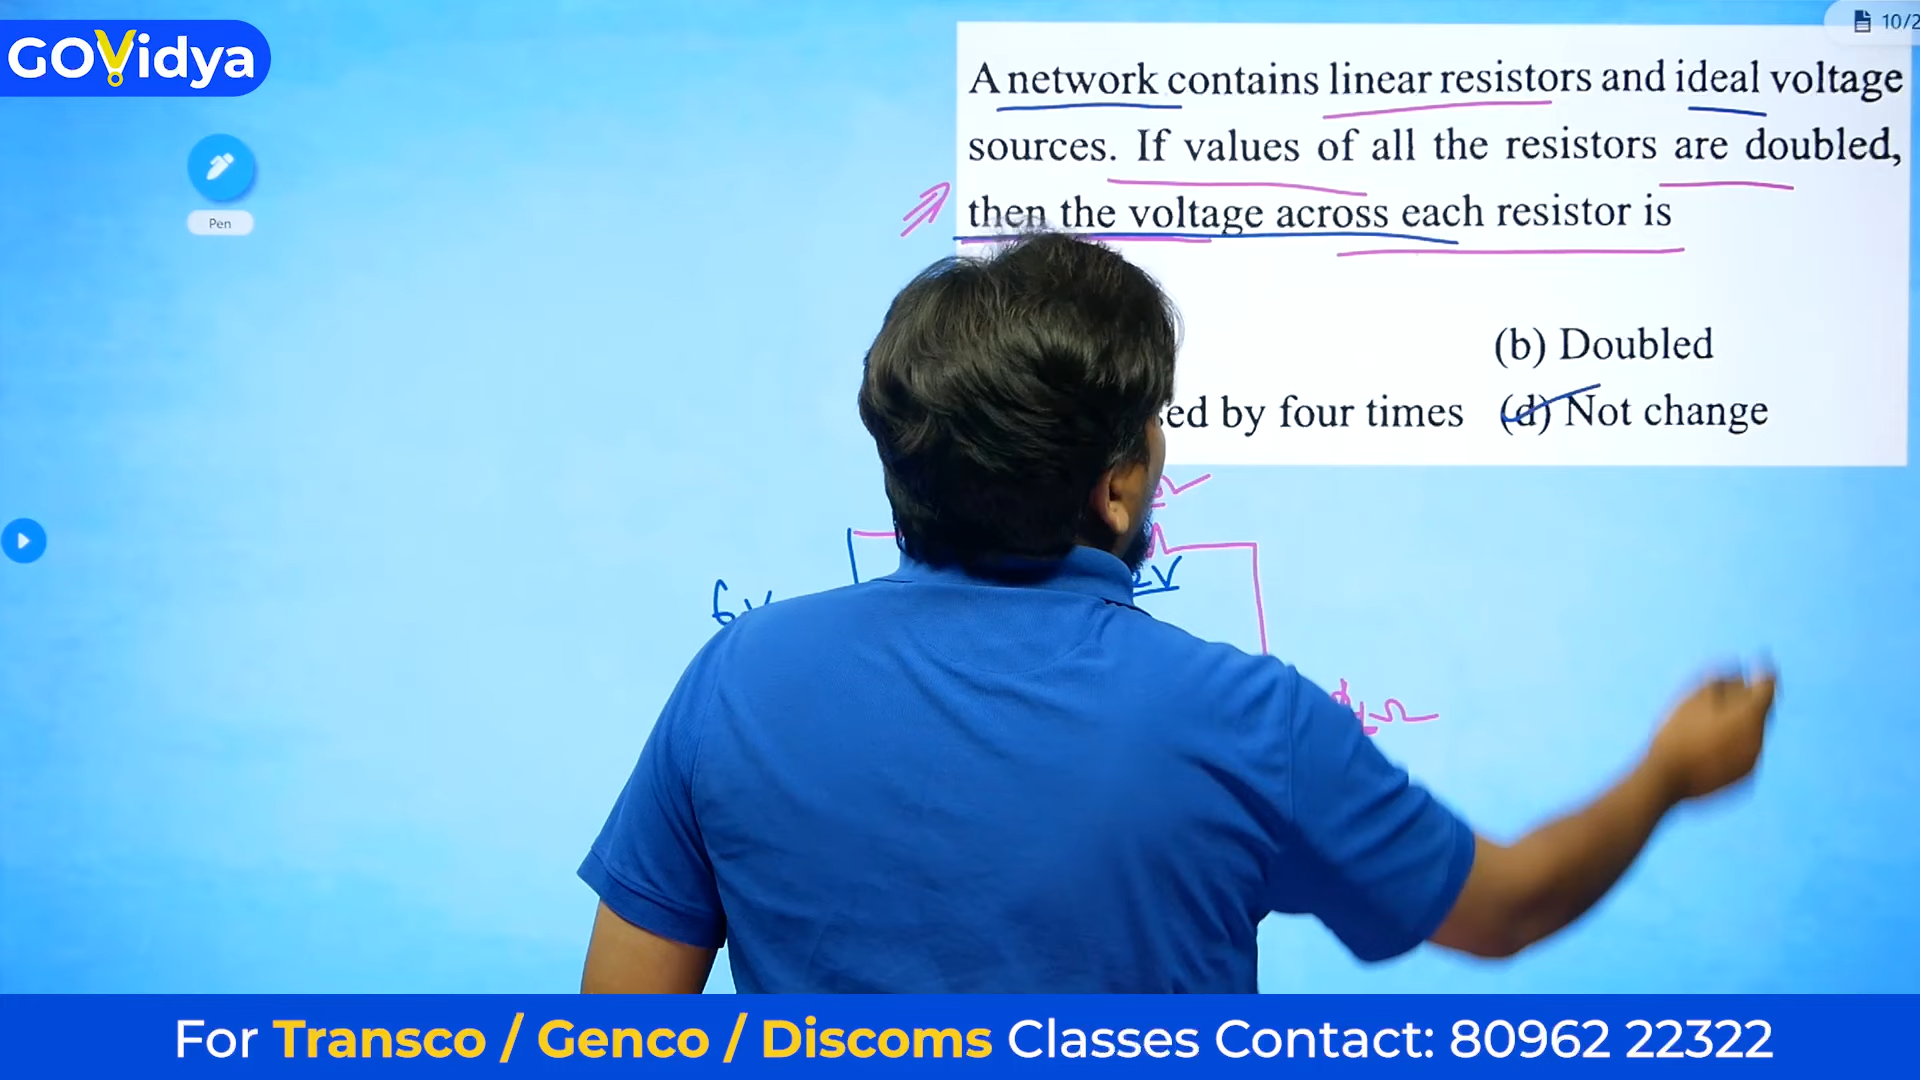 GOVidya
10/2
Pen
A network contains linear resistors and ideal voltage
sources. If values of all the resistors are doubled,
then the voltage across each resistor is
(b) Doubled
by four times (d) Not change
6V
2V
For Transco / Genco / Discoms Classes Contact: 80962 22322